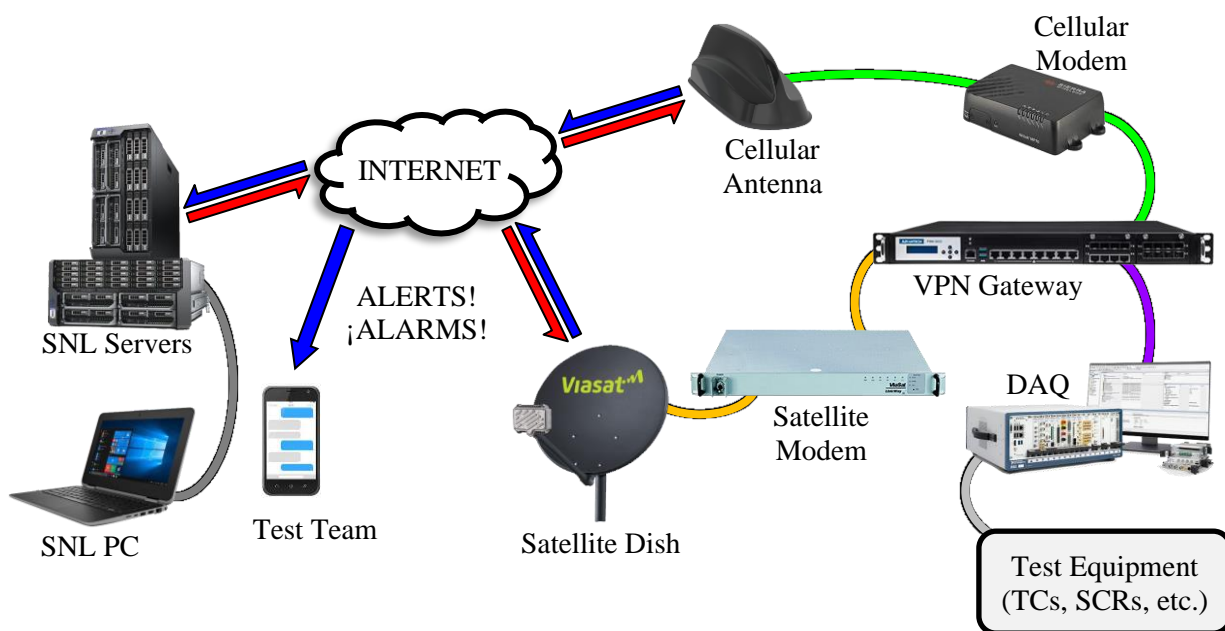 Cellular
Modem
Cellular
Antenna
INTERNET
VPN Gateway
ALERTS!
¡ALARMS!
SNL Servers
Viasat
Satellite
Modem
DAQ
SNL PC
Test Team
Satellite Dish
Test Equipment
(TCs, SCRs, etc.)